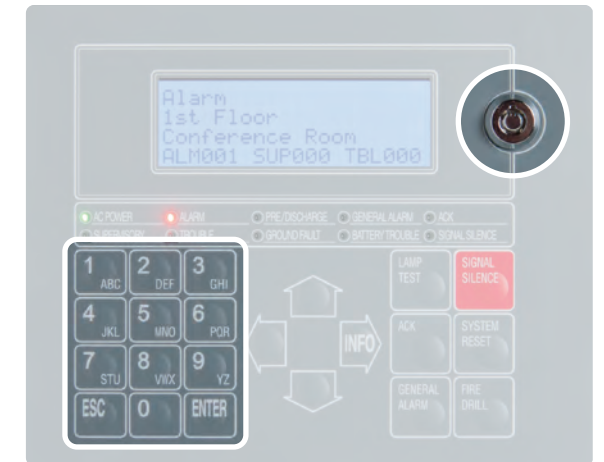 Alarm
1st Floor
Conference Room
ALM001 SUP000 TBL000
AC POWER ALARM PRE/DISCHARGE GENERAL ALARM ACK
SUPERVISORY TROUBLE GROUND FAULT BATTERY TROUBLE SIGNAL SILENCE
1 ABC 2 DEF 3 GHI
4 JKL 5 MNO 6 PQR
7 STU 8 VWX 9 YZ
ESC 0 ENTER
INFO
LAMP TEST
SIGNAL SILENCE
ACK
SYSTEM RESET
GENERAL ALARM
FIRE DRILL